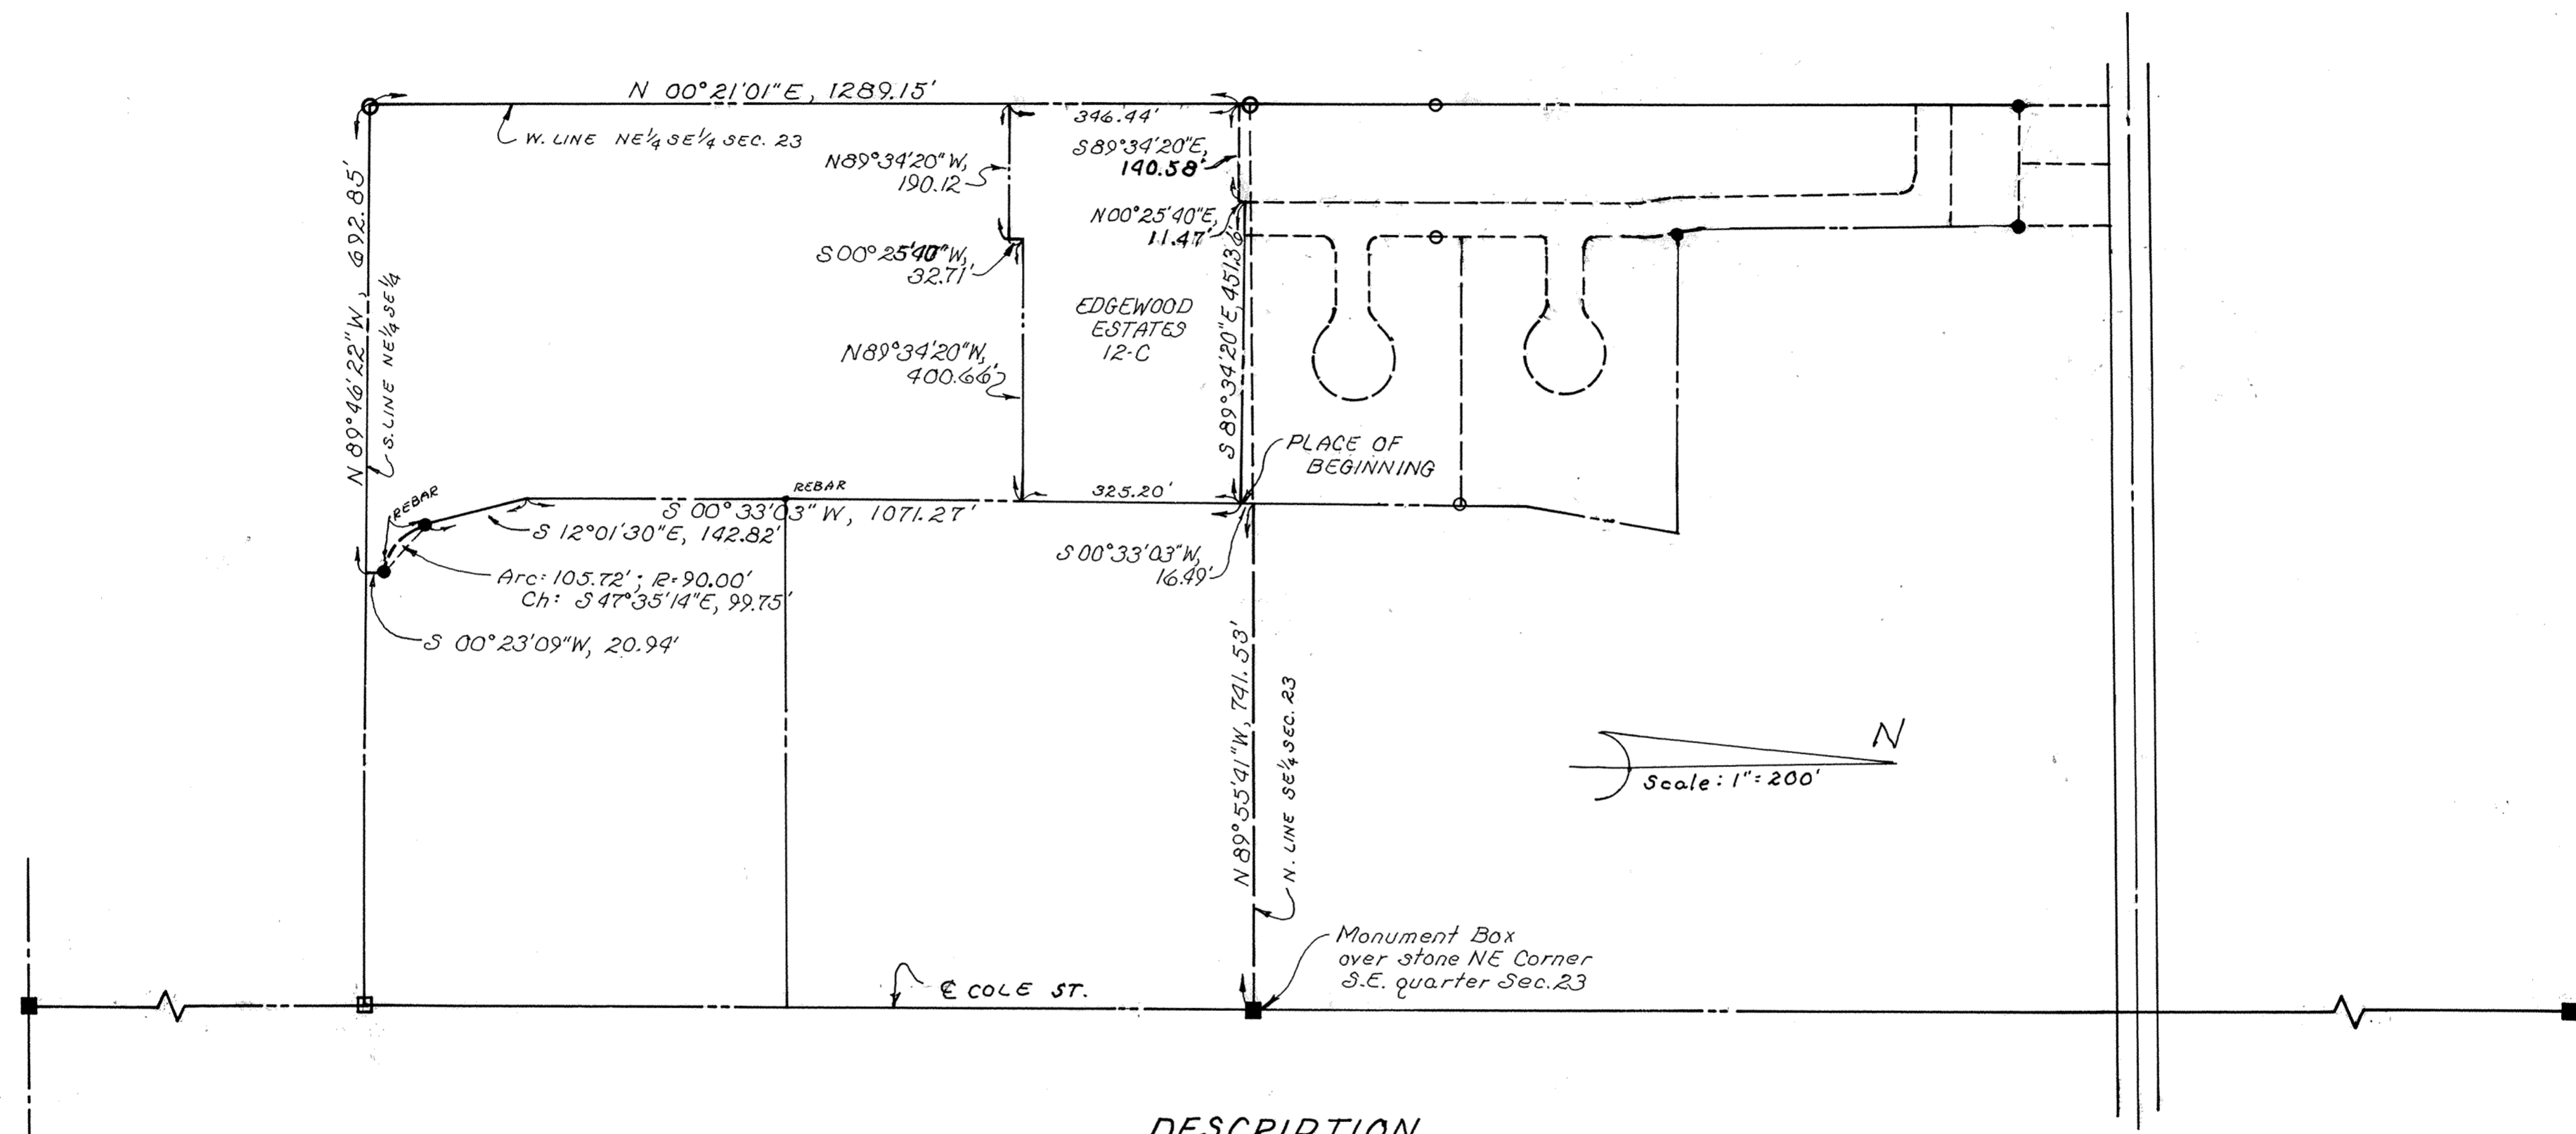 N 00°21'01"E, 1289.15'
W. LINE NE¼ SE¼ SEC. 23
N 89°46'22"W, 692.85'
S. LINE NE¼ SE¼
346.44'
S89°34'20"E,
140.58'
N89°34'20"W,
190.12
N00°25'40"E,
11.47'
S00°25'40"W,
32.71'
S 89°34'20"E, 451.36'
EDGEWOOD
ESTATES
12-C
N89°34'20"W,
400.66'
PLACE OF
BEGINNING
REBAR
REBAR
325.20'
S 00°33'03"W, 1071.27'
S 12°01'30"E, 142.82'
S00°33'03"W,
16.49'
Arc=105.72'; R=90.00'
Ch: S47°35'14"E, 99.75'
S 00°23'09"W, 20.94'
N 89°55'41"W, 741.53'
N. LINE SE¼ SEC. 23
N
Scale: 1"=200'
Monument Box
over stone NE Corner
S.E. quarter Sec.23
℄ COLE ST.
DESCRIPTION